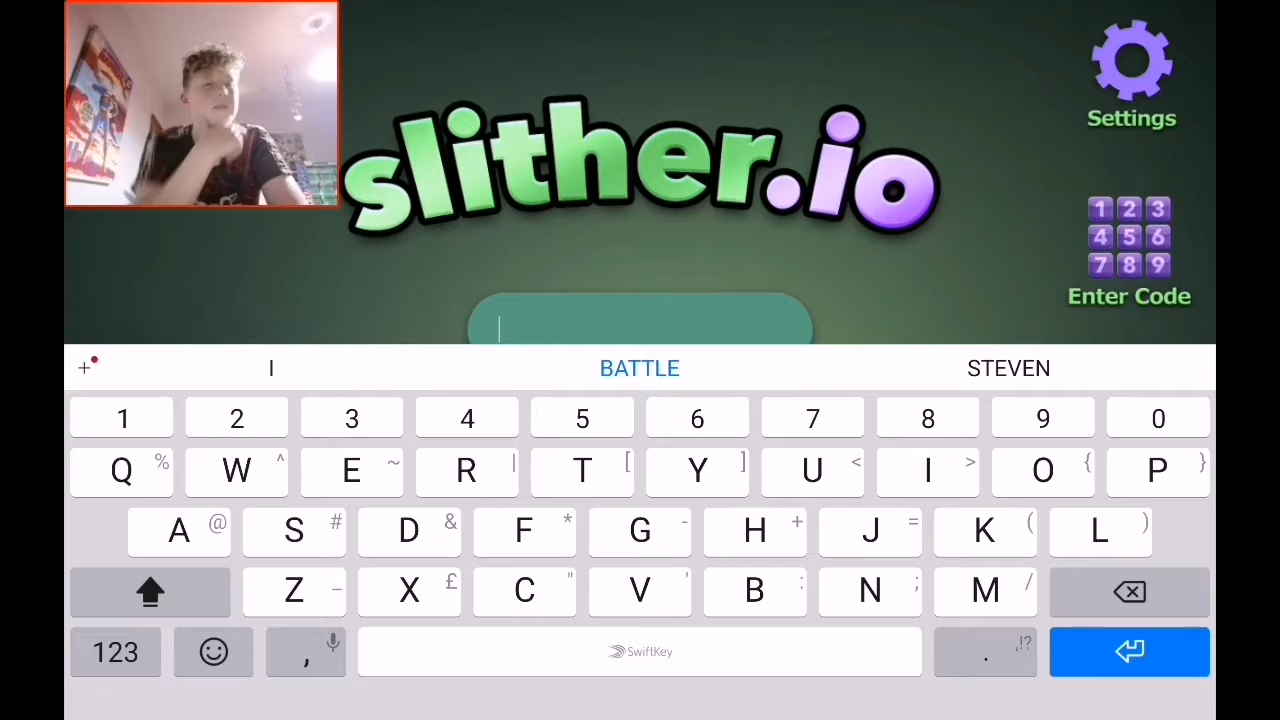 slither.io
Settings
1 2 3
4 5 6
7 8 9
Enter Code
+ I BATTLE STEVEN
1 2 3 4 5 6 7 8 9 0
Q % W ^ E ~ R | T [ Y ] U < I > O { P }
A @ S # D & F * G - H + J = K ( L )
Z _ X £ C " V ' B : N ; M /
123 , SwiftKey . ,!?